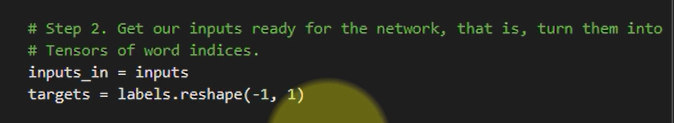 # Step 2. Get our inputs ready for the network, that is, turn them into
# Tensors of word indices.
inputs_in = inputs
targets = labels.reshape(-1, 1)